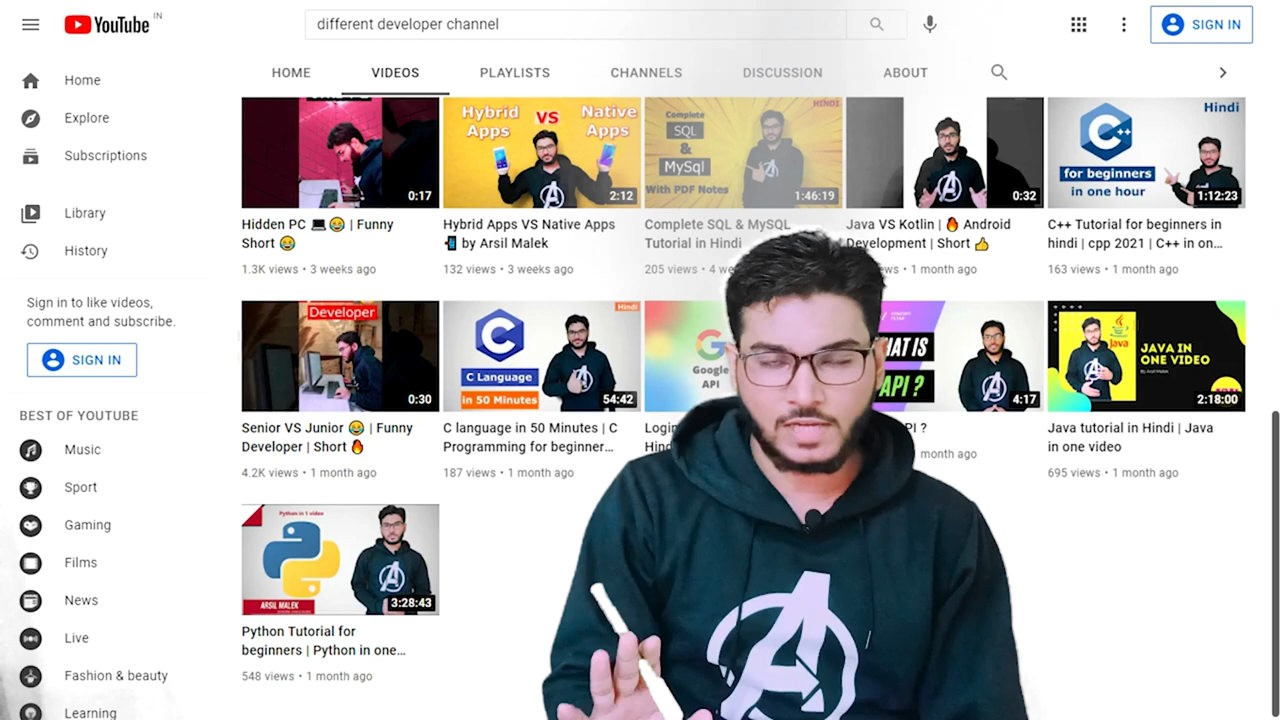 YouTube IN
different developer channel
SIGN IN
HOME VIDEOS PLAYLISTS CHANNELS DISCUSSION ABOUT
Home
Explore
Subscriptions
Library
History
Sign in to like videos,
comment and subscribe.
SIGN IN
BEST OF YOUTUBE
Music
Sport
Gaming
Films
News
Live
Fashion & beauty
Learning
0:17
Hidden PC 💻😂 | Funny
Short 😂
1.3K views • 3 weeks ago
Hybrid VS Native
Apps Apps
2:12
Hybrid Apps VS Native Apps
📲 by Arsil Malek
132 views • 3 weeks ago
HINDI
Complete
SQL
&
MySql
With PDF Notes
1:46:19
Complete SQL & MySQL
Tutorial in Hindi
205 views • 4
0:32
Java VS Kotlin | 🔥 Android
Development | Short 👍
• 1 month ago
Hindi
C++
for beginners
in one hour
1:12:23
C++ Tutorial for beginners in
hindi | cpp 2021 | C++ in on...
163 views • 1 month ago
Developer
0:30
Senior VS Junior 😂 | Funny
Developer | Short 🔥
4.2K views • 1 month ago
Hindi
C
C Language
in 50 Minutes
54:42
C language in 50 Minutes | C
Programming for beginner...
187 views • 1 month ago
G
Google
API
API ?
4:17
?
month ago
Java
JAVA IN
ONE VIDEO
By Arsil Malek
2:18:00
Java tutorial in Hindi | Java
in one video
695 views • 1 month ago
Python in 1 video
ARSIL MALEK
3:28:43
Python Tutorial for
beginners | Python in one...
548 views • 1 month ago